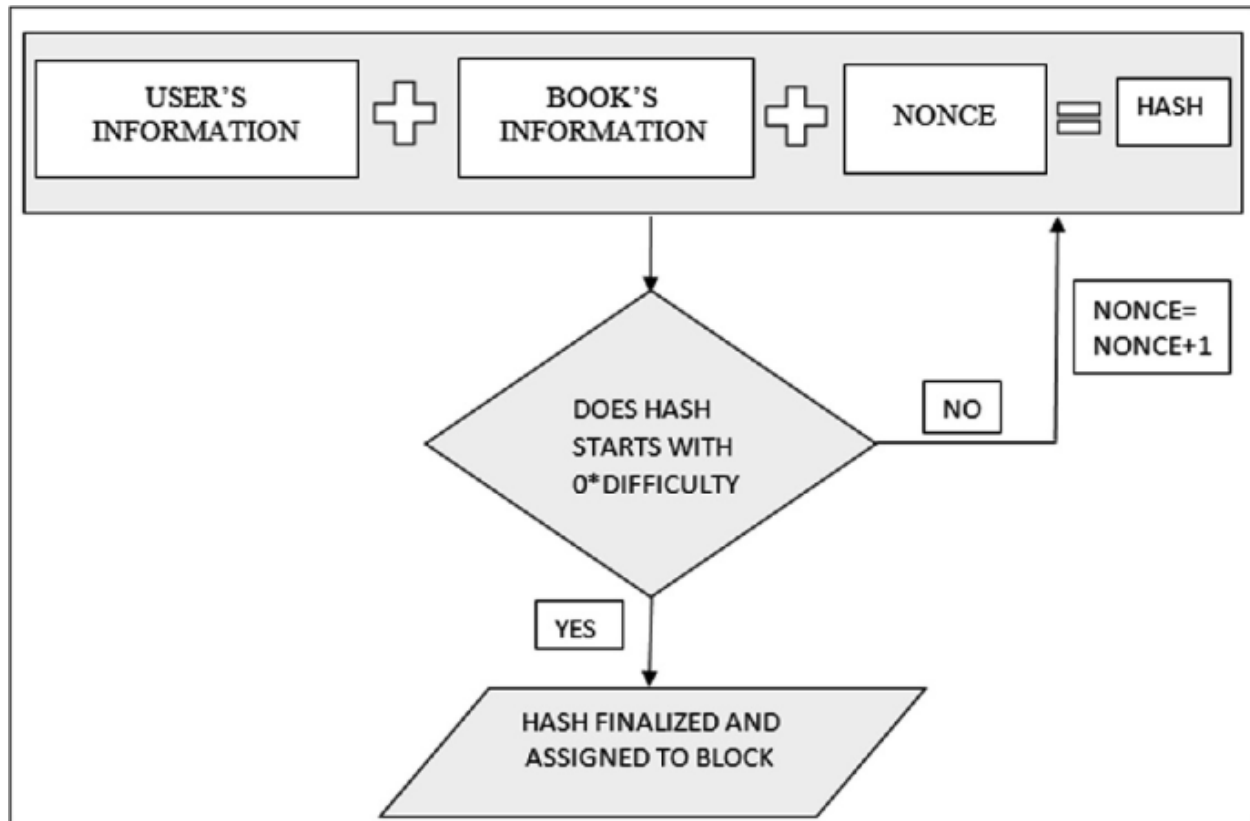 USER'S
INFORMATION
BOOK'S
INFORMATION
NONCE
HASH
NONCE=
NONCE+1
NO
DOES HASH
STARTS WITH
0*DIFFICULTY
YES
HASH FINALIZED AND
ASSIGNED TO BLOCK